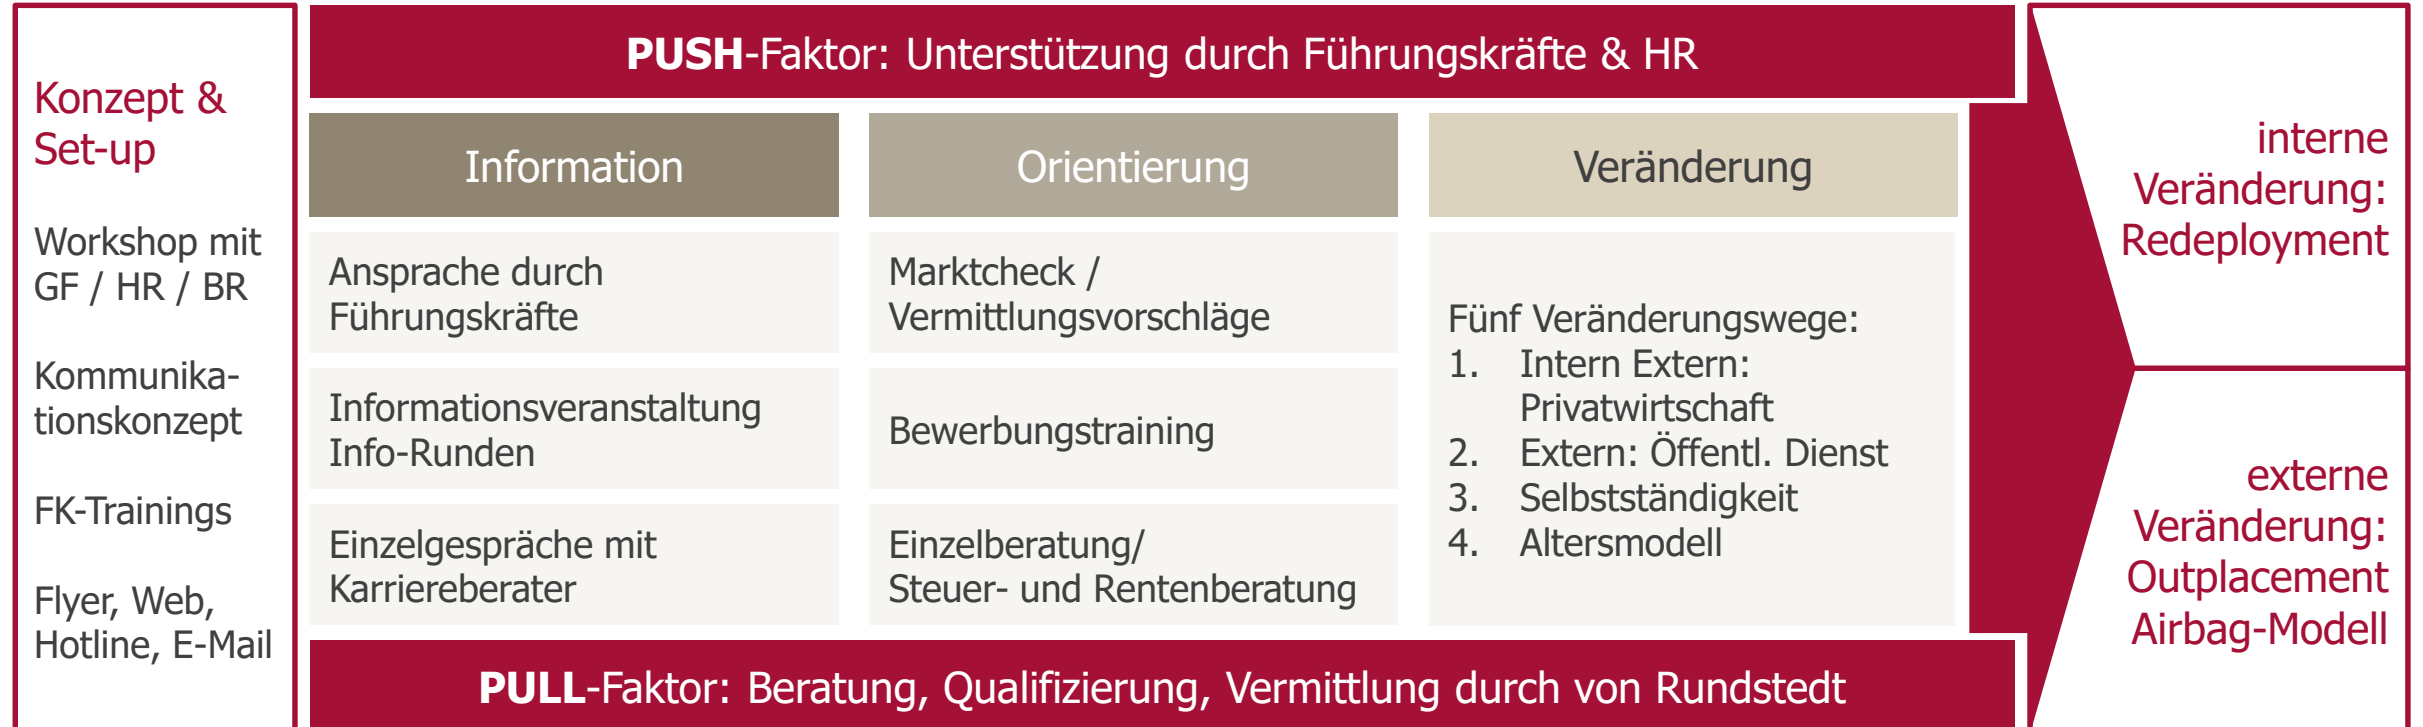 Konzept &
Set-up
Workshop mit
GF / HR / BR
Kommunika-
tionskonzept
FK-Trainings
Flyer, Web,
Hotline, E-Mail
PUSH-Faktor: Unterstützung durch Führungskräfte & HR
Information
Ansprache durch
Führungskräfte
Informationsveranstaltung
Info-Runden
Einzelgespräche mit
Karriereberater
Orientierung
Marktcheck /
Vermittlungsvorschläge
Bewerbungstraining
Einzelberatung/
Steuer- und Rentenberatung
Veränderung
Fünf Veränderungswege:
1. Intern Extern:
Privatwirtschaft
2. Extern: Öffentl. Dienst
3. Selbstständigkeit
4. Altersmodell
PULL-Faktor: Beratung, Qualifizierung, Vermittlung durch von Rundstedt
interne
Veränderung:
Redeployment
externe
Veränderung:
Outplacement
Airbag-Modell